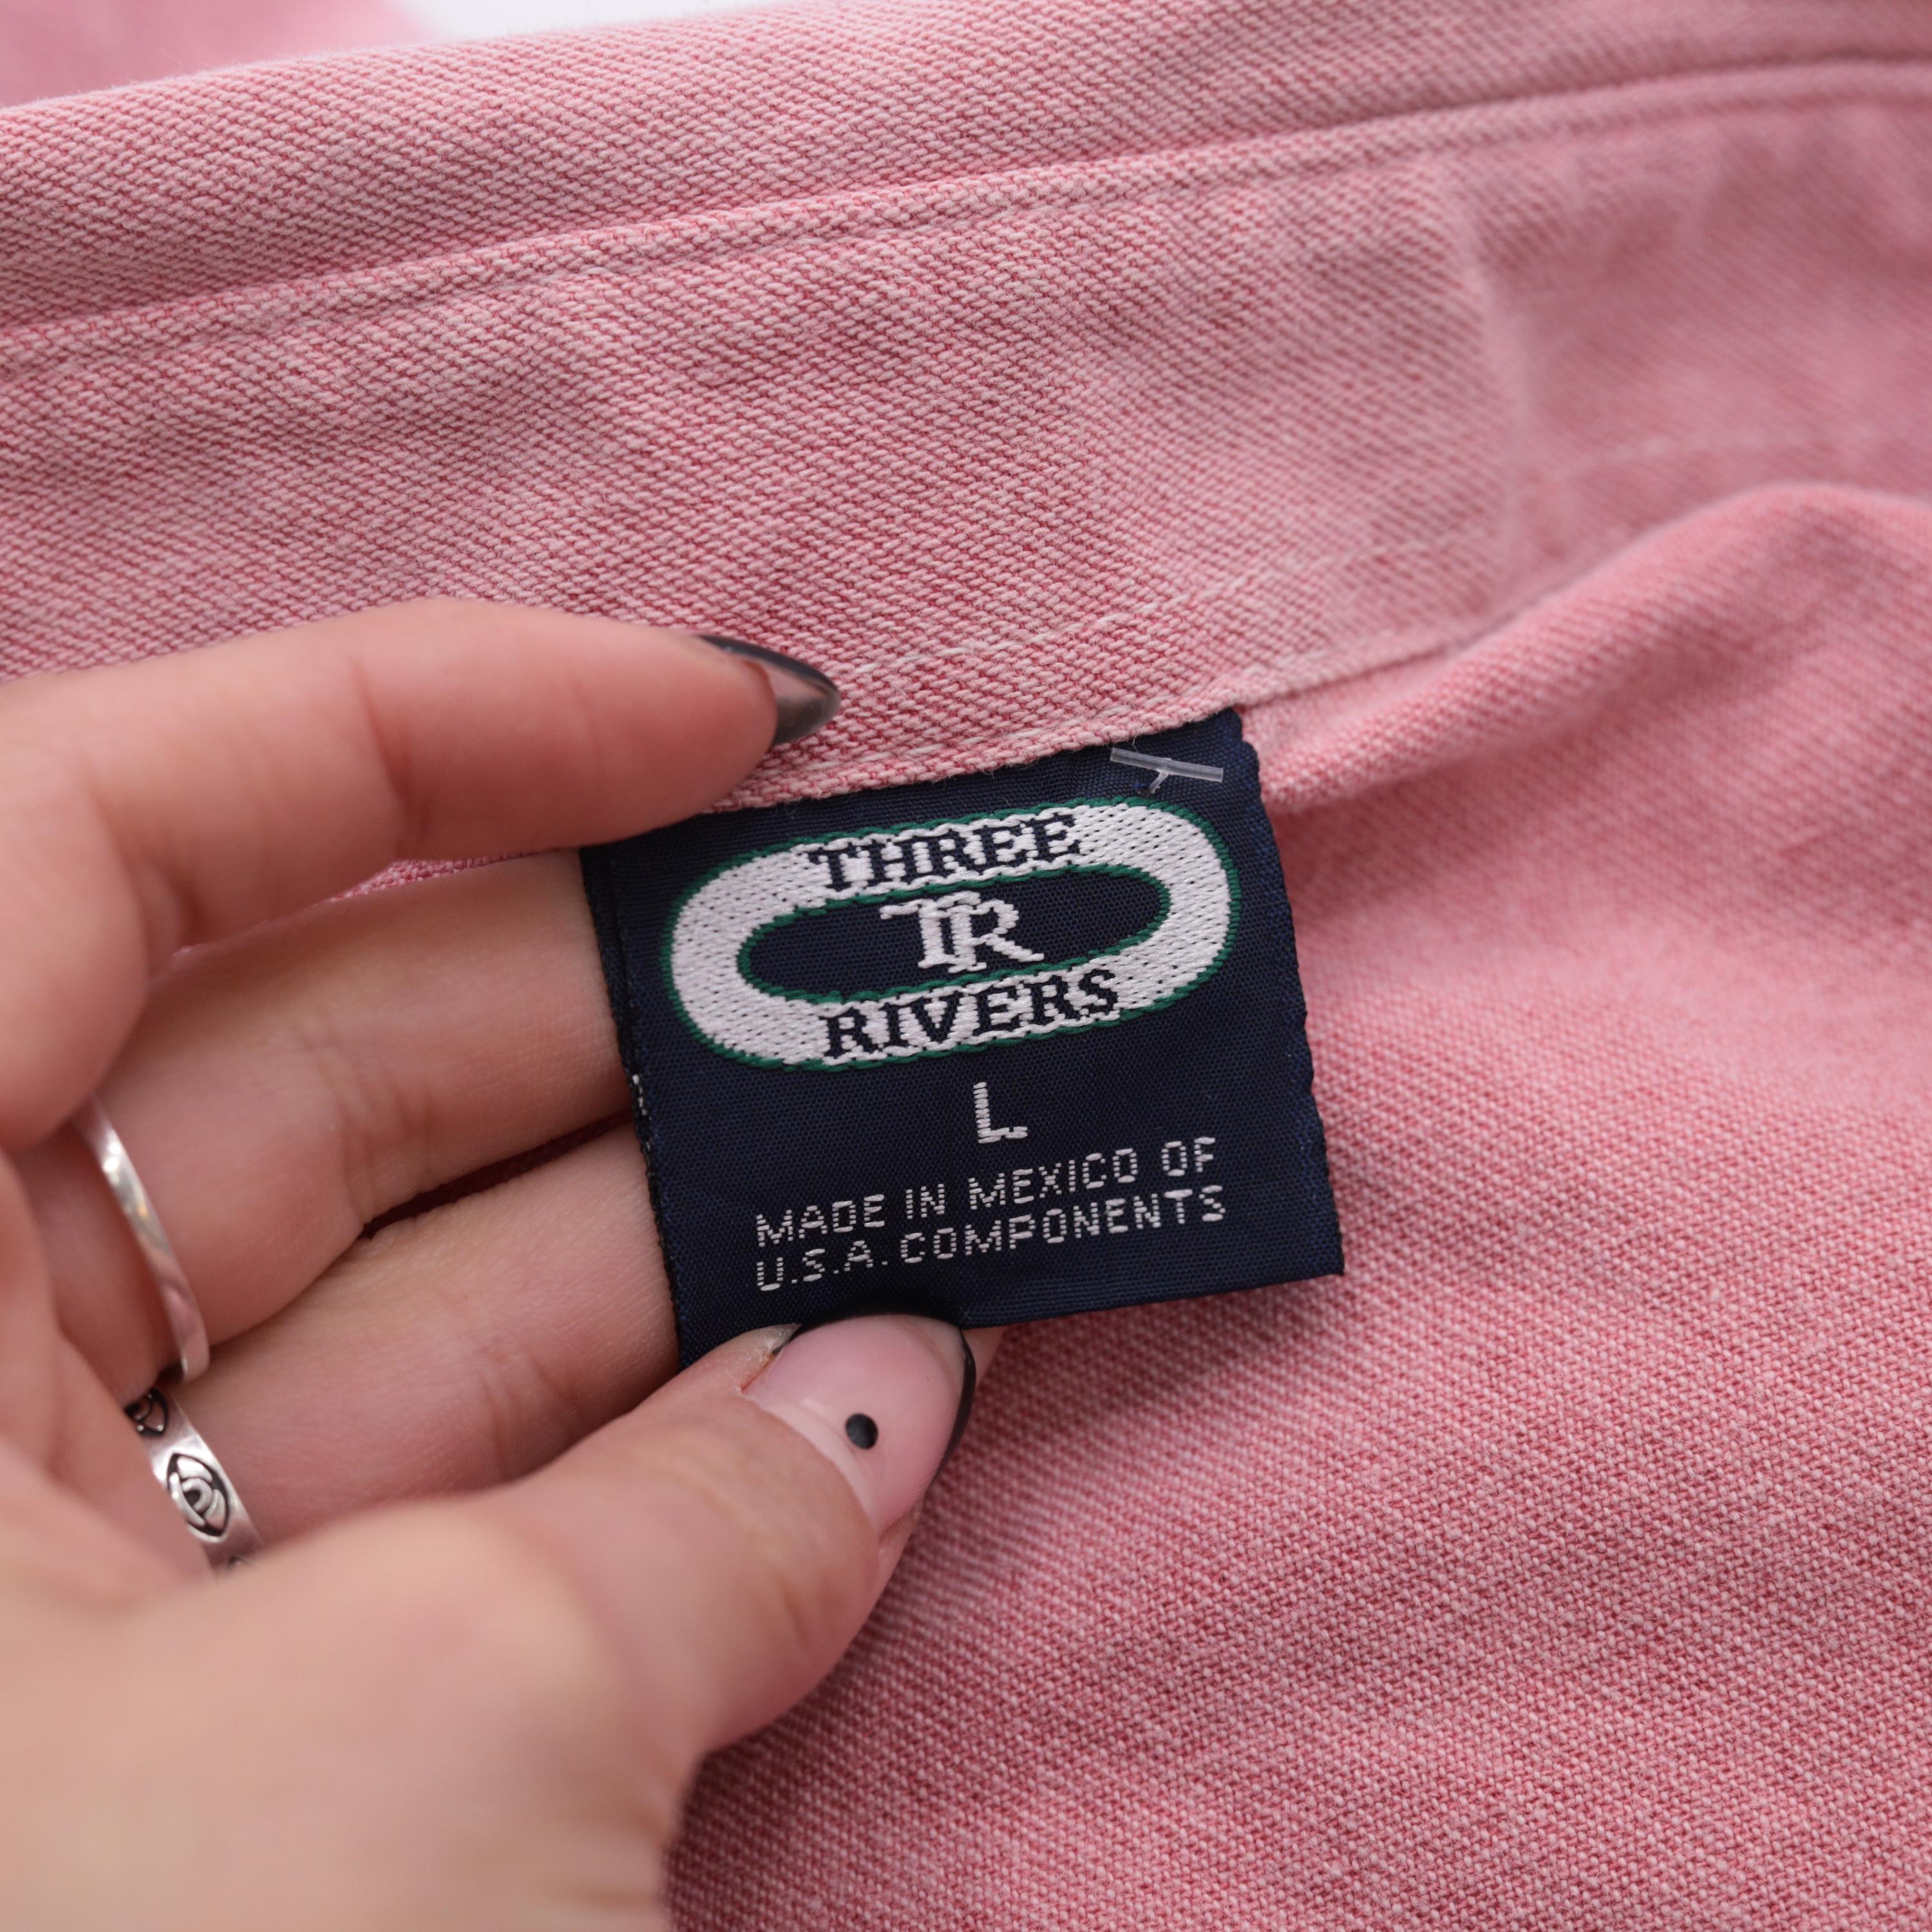 THREE
TR
RIVERS
L
MADE IN MEXICO OF
U.S.A. COMPONENTS